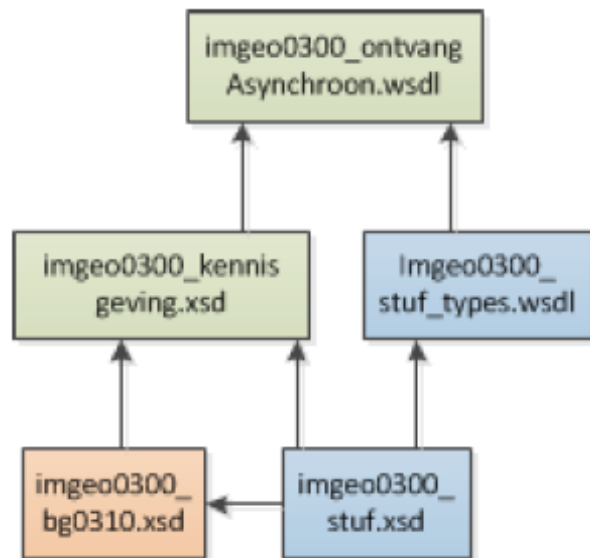 imgeo0300_ontvang
Asynchroon.wsdl
imgeo0300_kennis
geving.xsd
Imgeo0300_
stuf_types.wsdl
imgeo0300_
bg0310.xsd
imgeo0300_
stuf.xsd